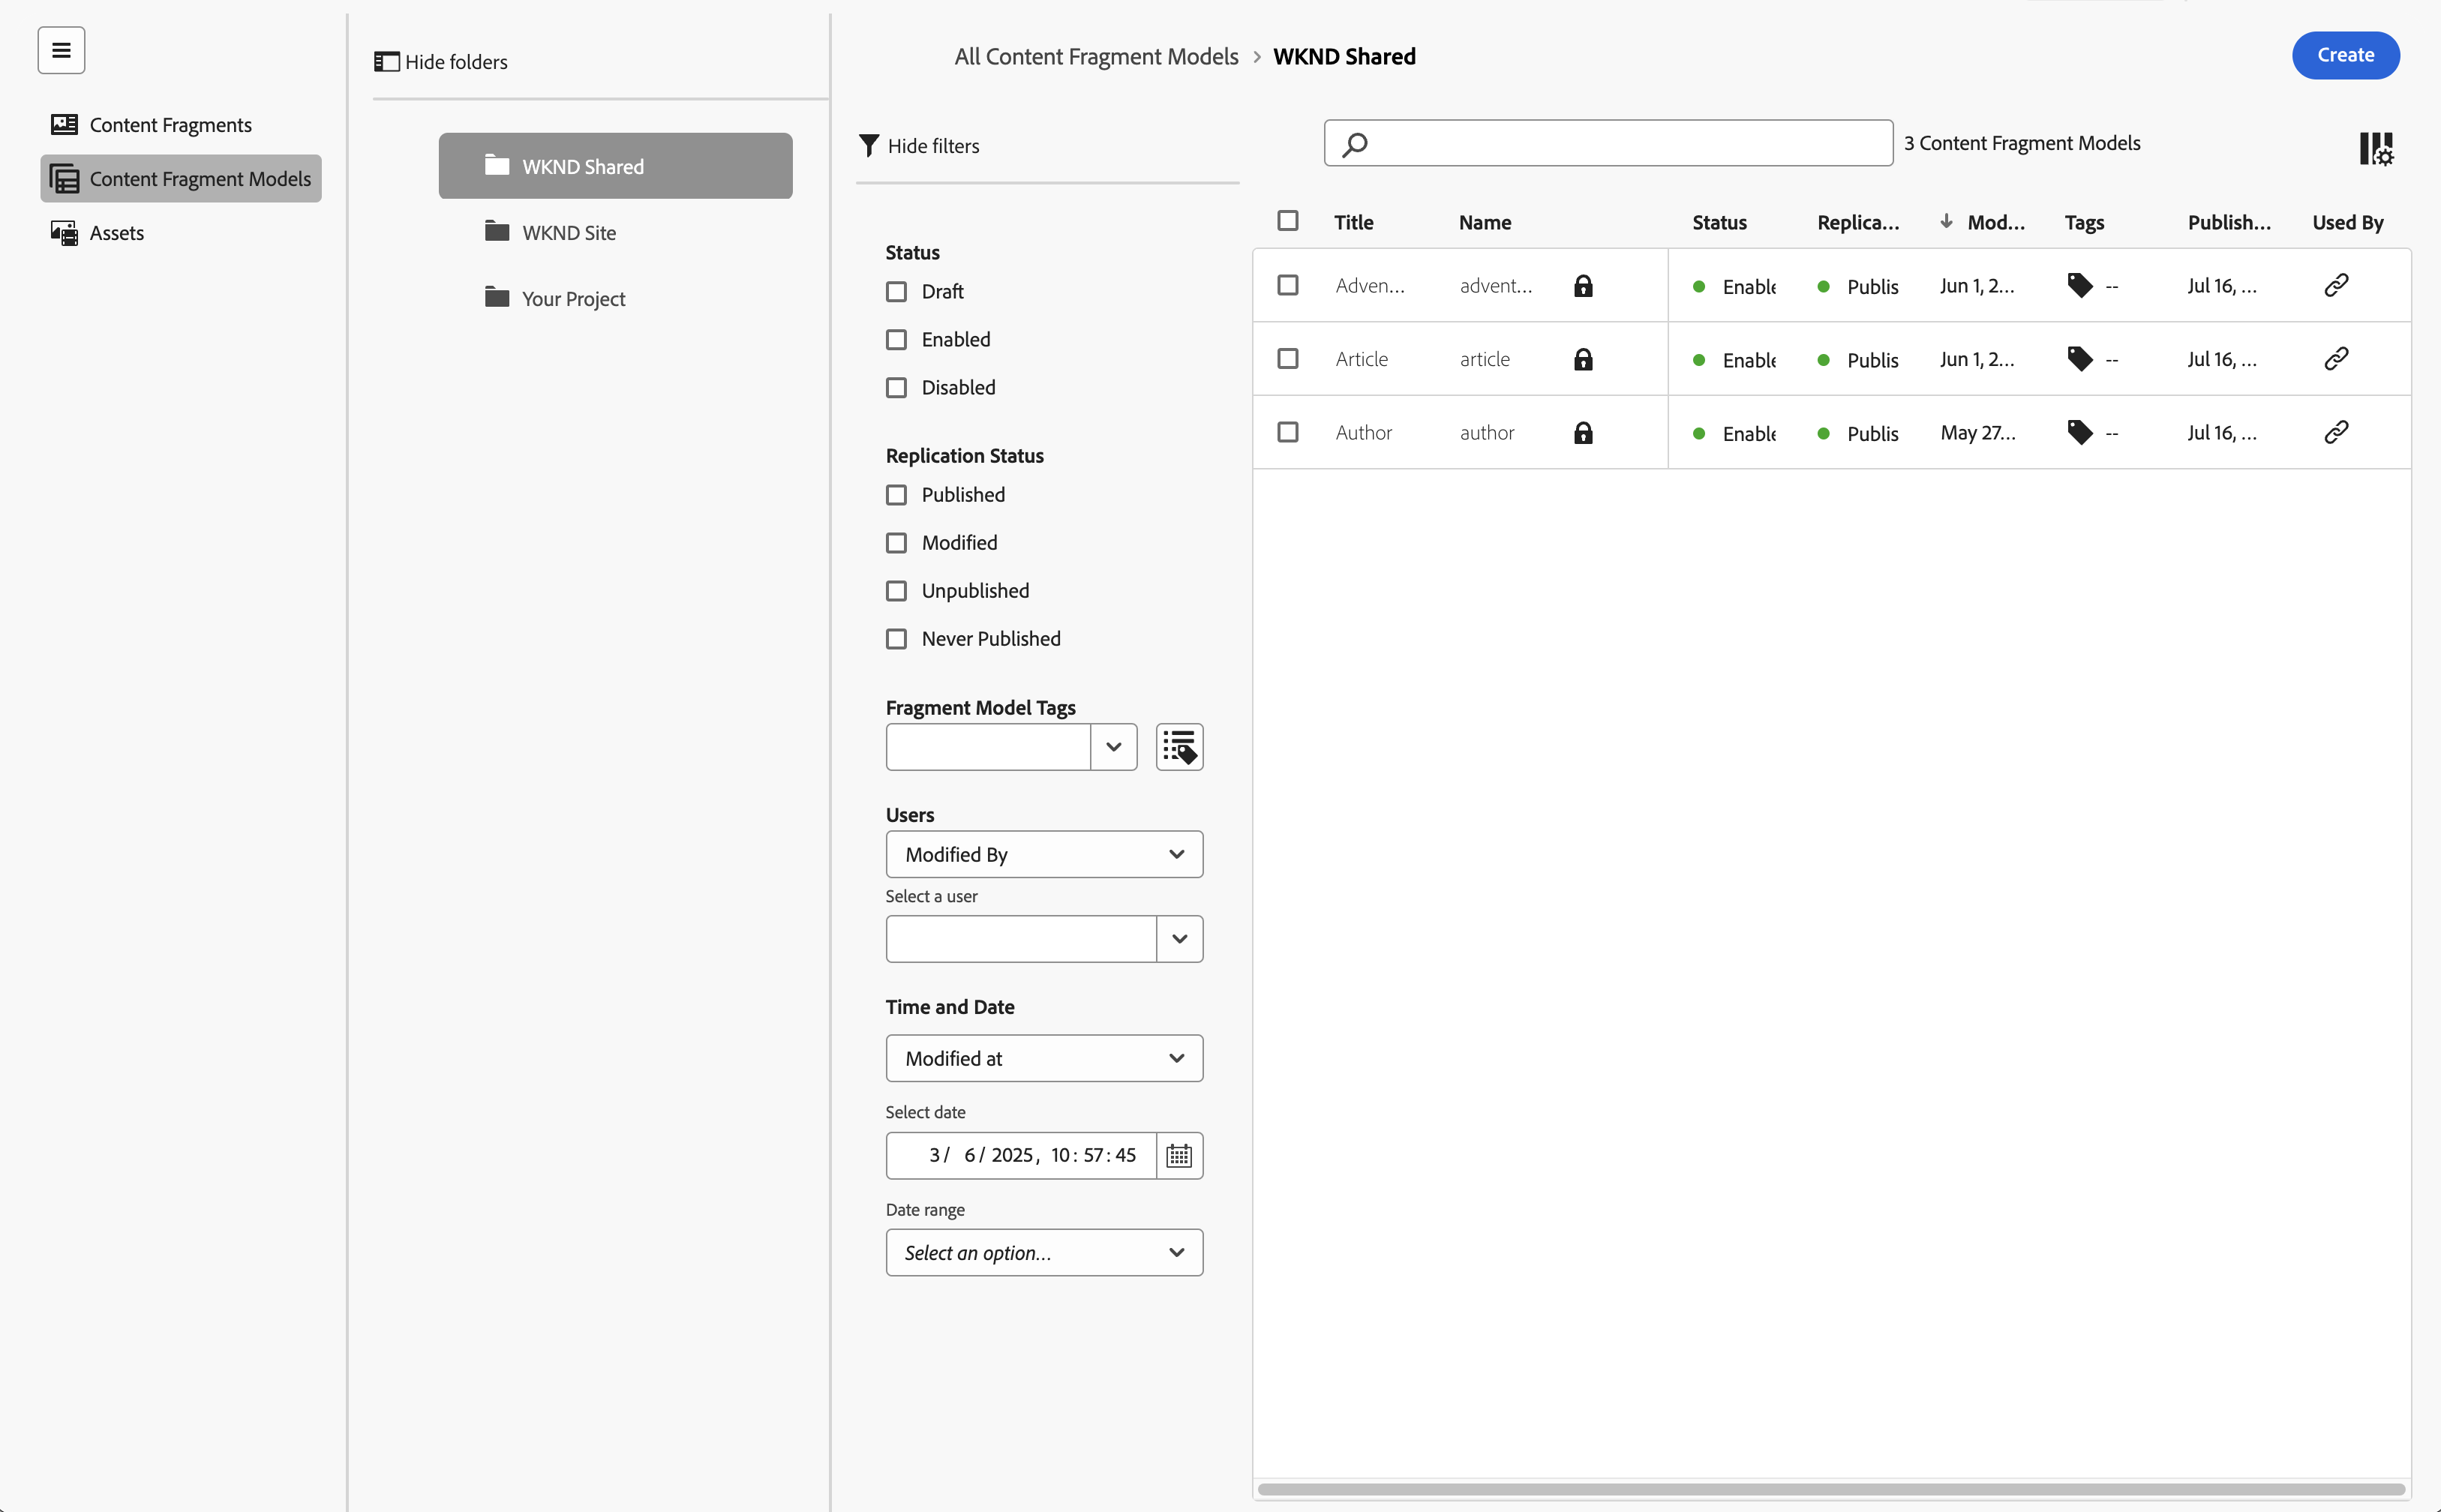 Content Fragments
Content Fragment Models
Assets
Hide folders
WKND Shared
WKND Site
Your Project
All Content Fragment Models > WKND Shared
Create
Hide filters
3 Content Fragment Models
Status
Draft
Enabled
Disabled
Replication Status
Published
Modified
Unpublished
Never Published
Fragment Model Tags
Users
Modified By
Select a user
Time and Date
Modified at
Select date
3/ 6/ 2025, 10:57:45
Date range
Select an option...
Title Name Status Replica... Mod... Tags Publish... Used By
Adven... advent... Enable Publis Jun 1, 2... -- Jul 16, ...
Article article Enable Publis Jun 1, 2... -- Jul 16, ...
Author author Enable Publis May 27... -- Jul 16, ...